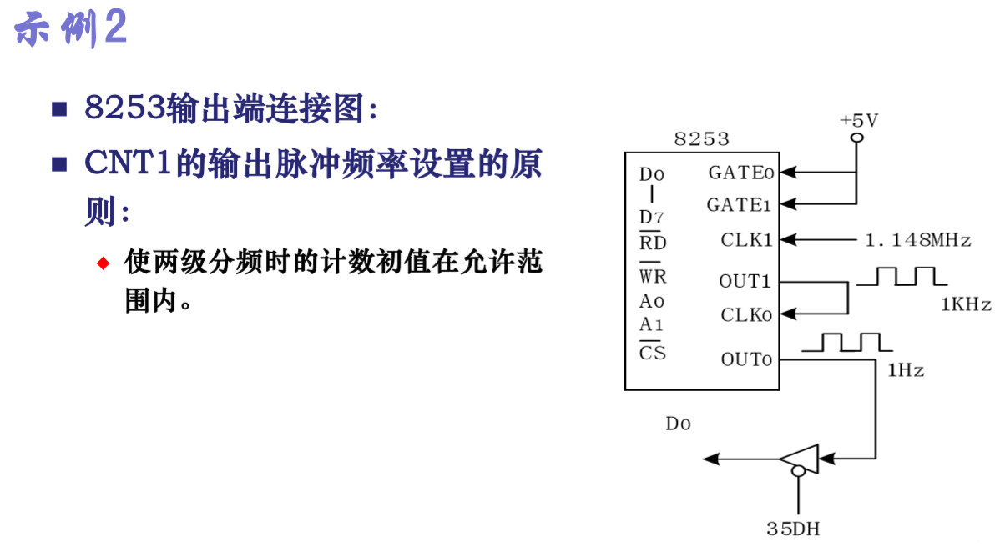 示例2
8253输出端连接图：
CNT1的输出脉冲频率设置的原
则：
使两级分频时的计数初值在允许范
围内。
+5V
8253
D0
GATE0
GATE1
D7
RD
CLK1
1.148MHz
WR
OUT1
1KHz
A0
CLK0
A1
CS
OUT0
1Hz
D0
35DH